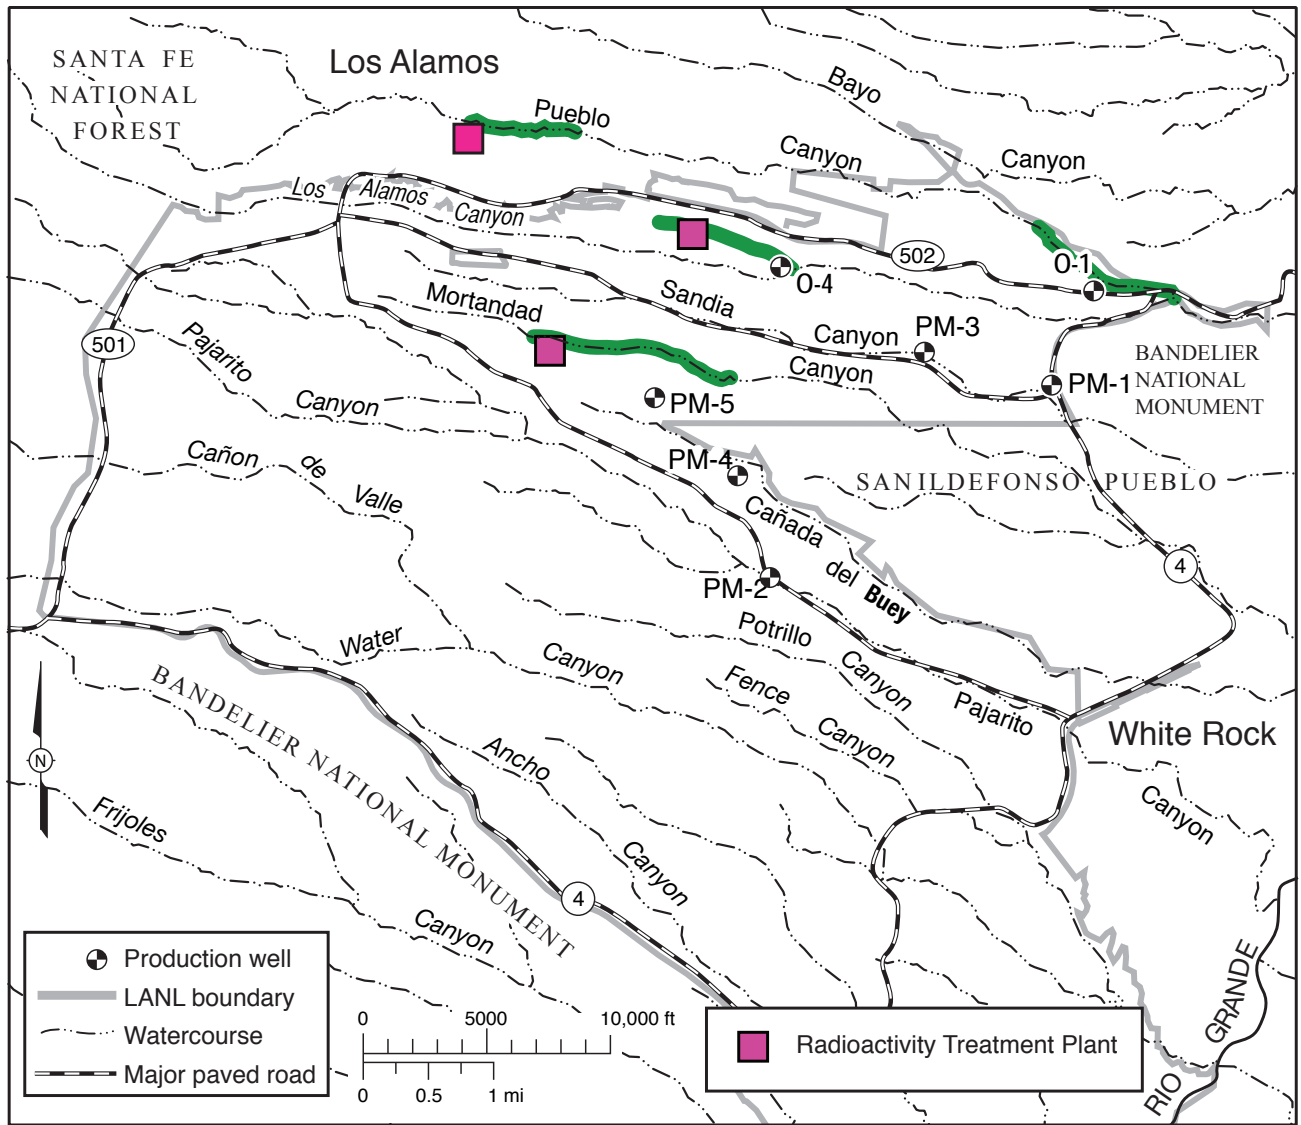 SANTA FE
NATIONAL
FOREST
Los Alamos
Bayo
Pueblo
Canyon
Canyon
Los Alamos Canyon
502
O-1
O-4
Sandia
Mortandad
Canyon
PM-3
501
Pajarito
Canyon
BANDELIER
NATIONAL
MONUMENT
PM-1
Canyon
PM-5
Cañon de Valle
PM-4
SAN ILDEFONSO PUEBLO
Cañada del Buey
4
PM-2
Water
Canyon
Potrillo
Canyon
Fence
Canyon
Pajarito
White Rock
BANDELIER NATIONAL MONUMENT
Ancho
Canyon
N
Frijoles
Canyon
Canyon
4
RIO GRANDE
Production well
LANL boundary
Watercourse
Major paved road
0 5000 10,000 ft
0 0.5 1 mi
Radioactivity Treatment Plant